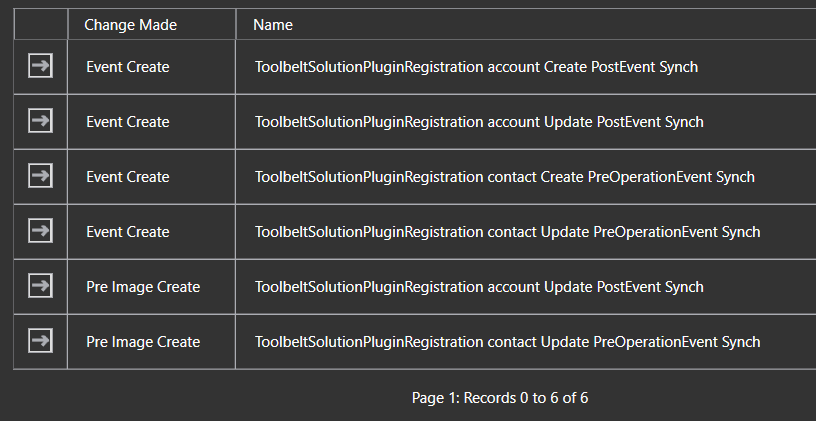 Change Made Name
Event Create ToolbeltSolutionPluginRegistration account Create PostEvent Synch
Event Create ToolbeltSolutionPluginRegistration account Update PostEvent Synch
Event Create ToolbeltSolutionPluginRegistration contact Create PreOperationEvent Synch
Event Create ToolbeltSolutionPluginRegistration contact Update PreOperationEvent Synch
Pre Image Create ToolbeltSolutionPluginRegistration account Update PostEvent Synch
Pre Image Create ToolbeltSolutionPluginRegistration contact Update PreOperationEvent Synch
Page 1: Records 0 to 6 of 6